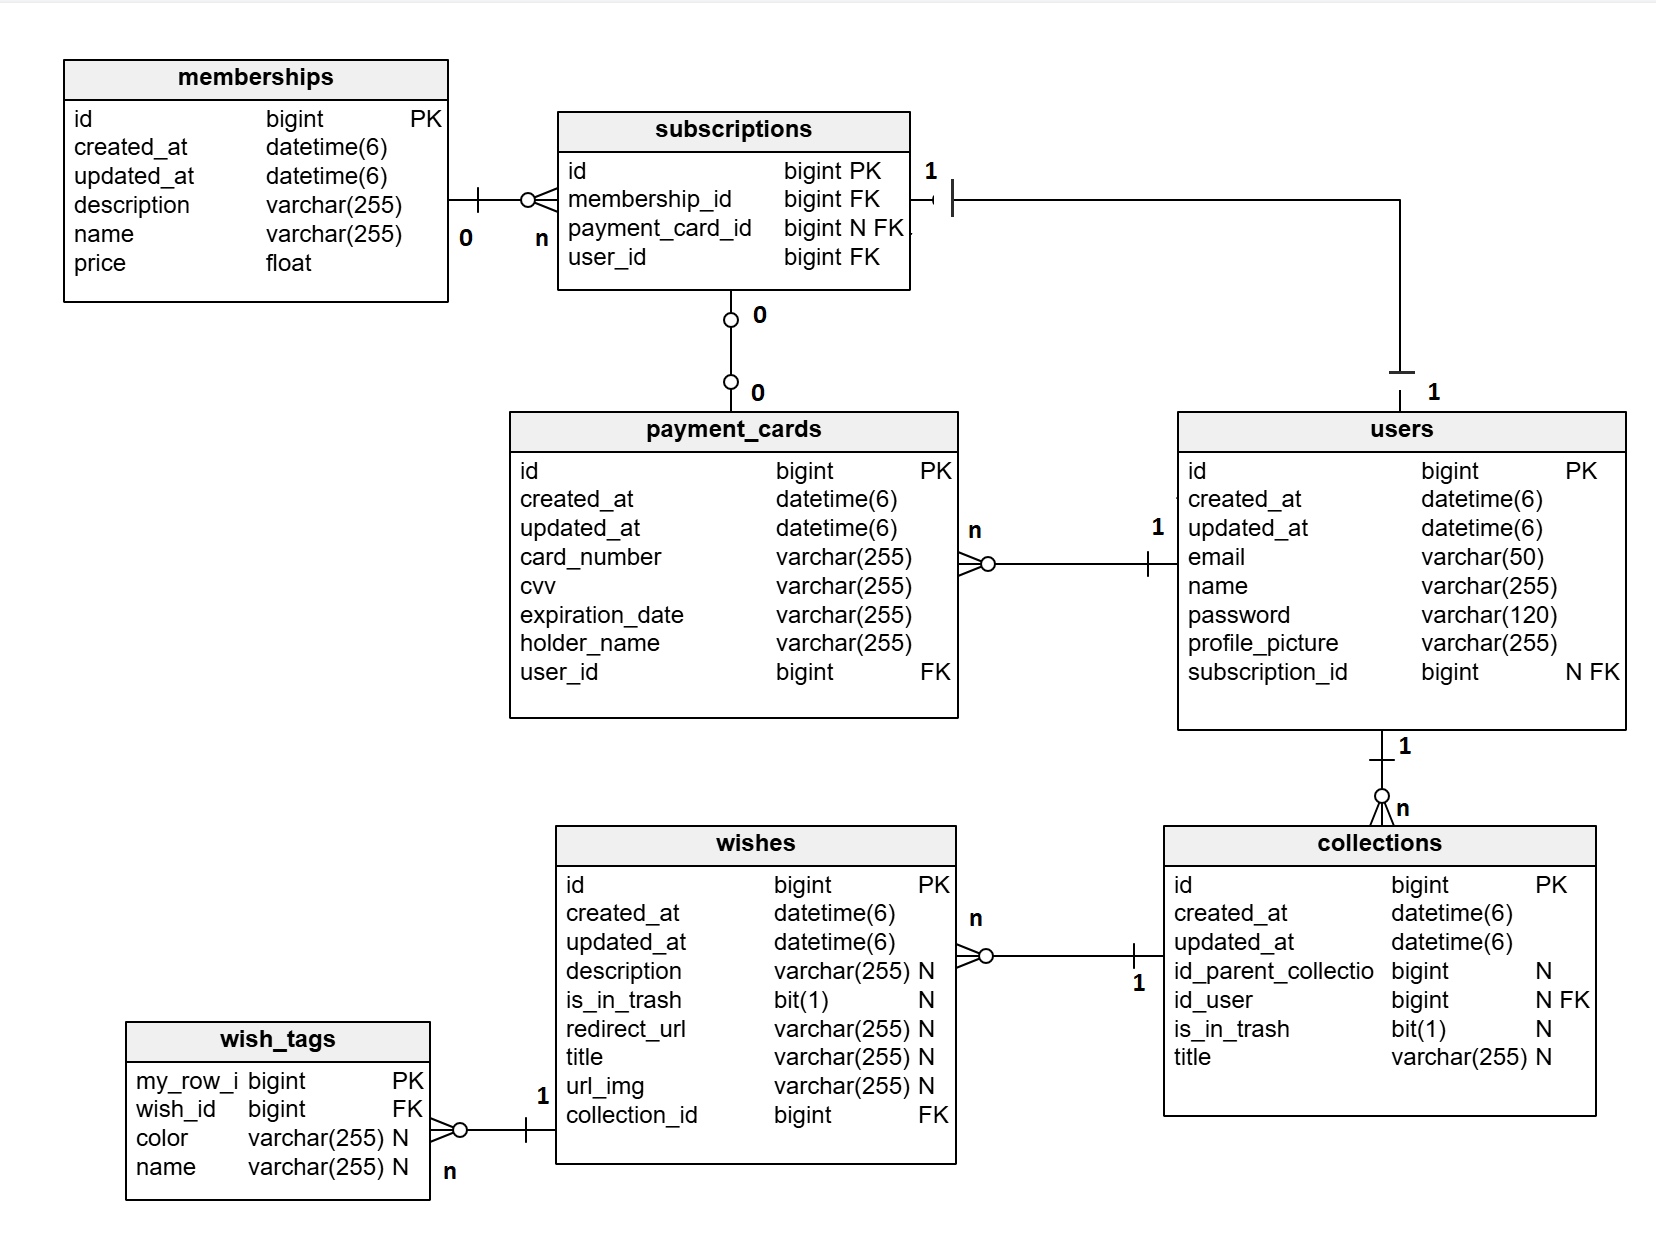 memberships
id bigint PK
created_at datetime(6)
updated_at datetime(6)
description varchar(255)
name varchar(255)
price float
0
n
subscriptions
id bigint PK
membership_id bigint FK
payment_card_id bigint N FK
user_id bigint FK
1
0
0
1
payment_cards
id bigint PK
created_at datetime(6)
updated_at datetime(6)
card_number varchar(255)
cvv varchar(255)
expiration_date varchar(255)
holder_name varchar(255)
user_id bigint FK
n
1
users
id bigint PK
created_at datetime(6)
updated_at datetime(6)
email varchar(50)
name varchar(255)
password varchar(120)
profile_picture varchar(255)
subscription_id bigint N FK
1
n
wishes
id bigint PK
created_at datetime(6)
updated_at datetime(6)
description varchar(255) N
is_in_trash bit(1) N
redirect_url varchar(255) N
title varchar(255) N
url_img varchar(255) N
collection_id bigint FK
n
1
collections
id bigint PK
created_at datetime(6)
updated_at datetime(6)
id_parent_collectio bigint N
id_user bigint N FK
is_in_trash bit(1) N
title varchar(255) N
wish_tags
my_row_i bigint PK
wish_id bigint FK
color varchar(255) N
name varchar(255) N
1
n